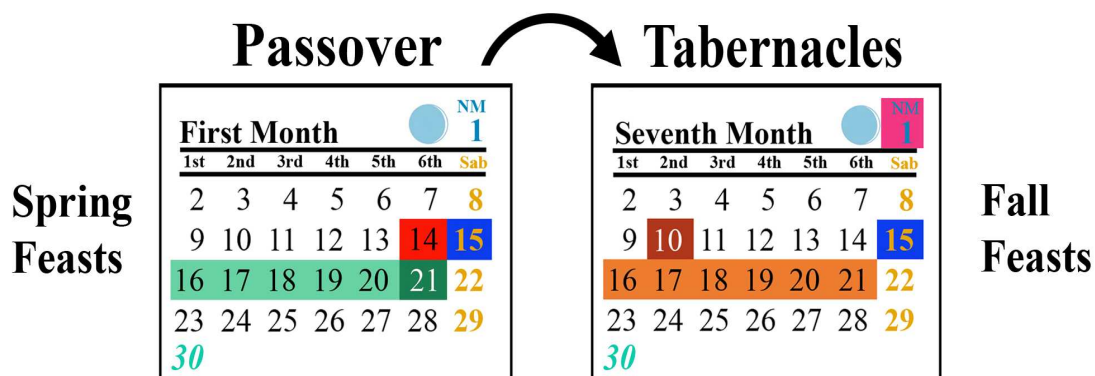 Passover
Tabernacles
Spring
Feasts
NM
First Month 1
1st 2nd 3rd 4th 5th 6th Sab
2 3 4 5 6 7 8
9 10 11 12 13 14 15
16 17 18 19 20 21 22
23 24 25 26 27 28 29
30
NM
Seventh Month 1
1st 2nd 3rd 4th 5th 6th Sab
2 3 4 5 6 7 8
9 10 11 12 13 14 15
16 17 18 19 20 21 22
23 24 25 26 27 28 29
30
Fall
Feasts